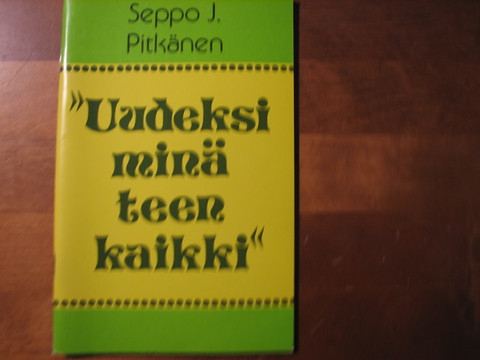 Seppo J.
Pitkänen
»Uudeksi
minä
teen
kaikki«